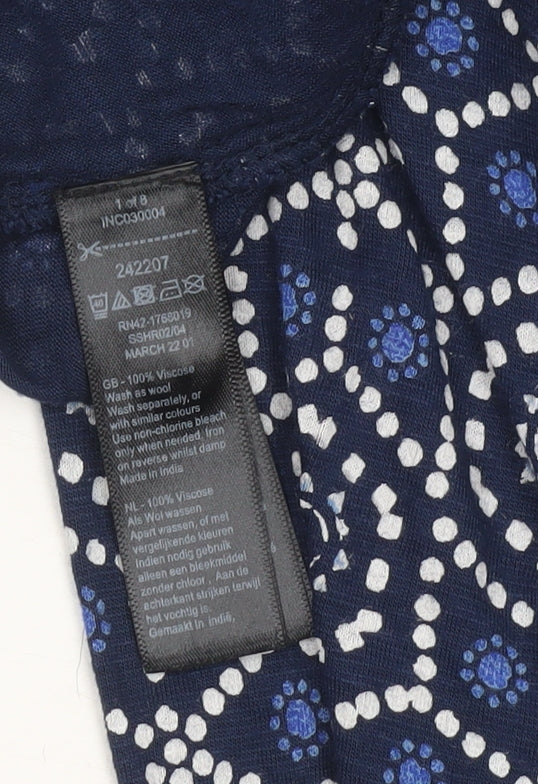 1 of 8
INC030004
242207
40
RN42-1768019
SSHR02/04
MARCH 22 01
GB - 100% Viscose
Wash as wool
Wash separately, or
with similar colours
Use non-chlorine bleach
only when needed. Iron
on reverse whilst damp
Made in India
NL - 100% Viscose
Als Wol wassen
Apart wassen, of met
vergelijkende kleuren
Indien nodig gebruik
alleen een bleekmiddel
zonder chloor . Aan de
achterkant strijken terwijl
het vochtig is.
Gemaakt in Indië,